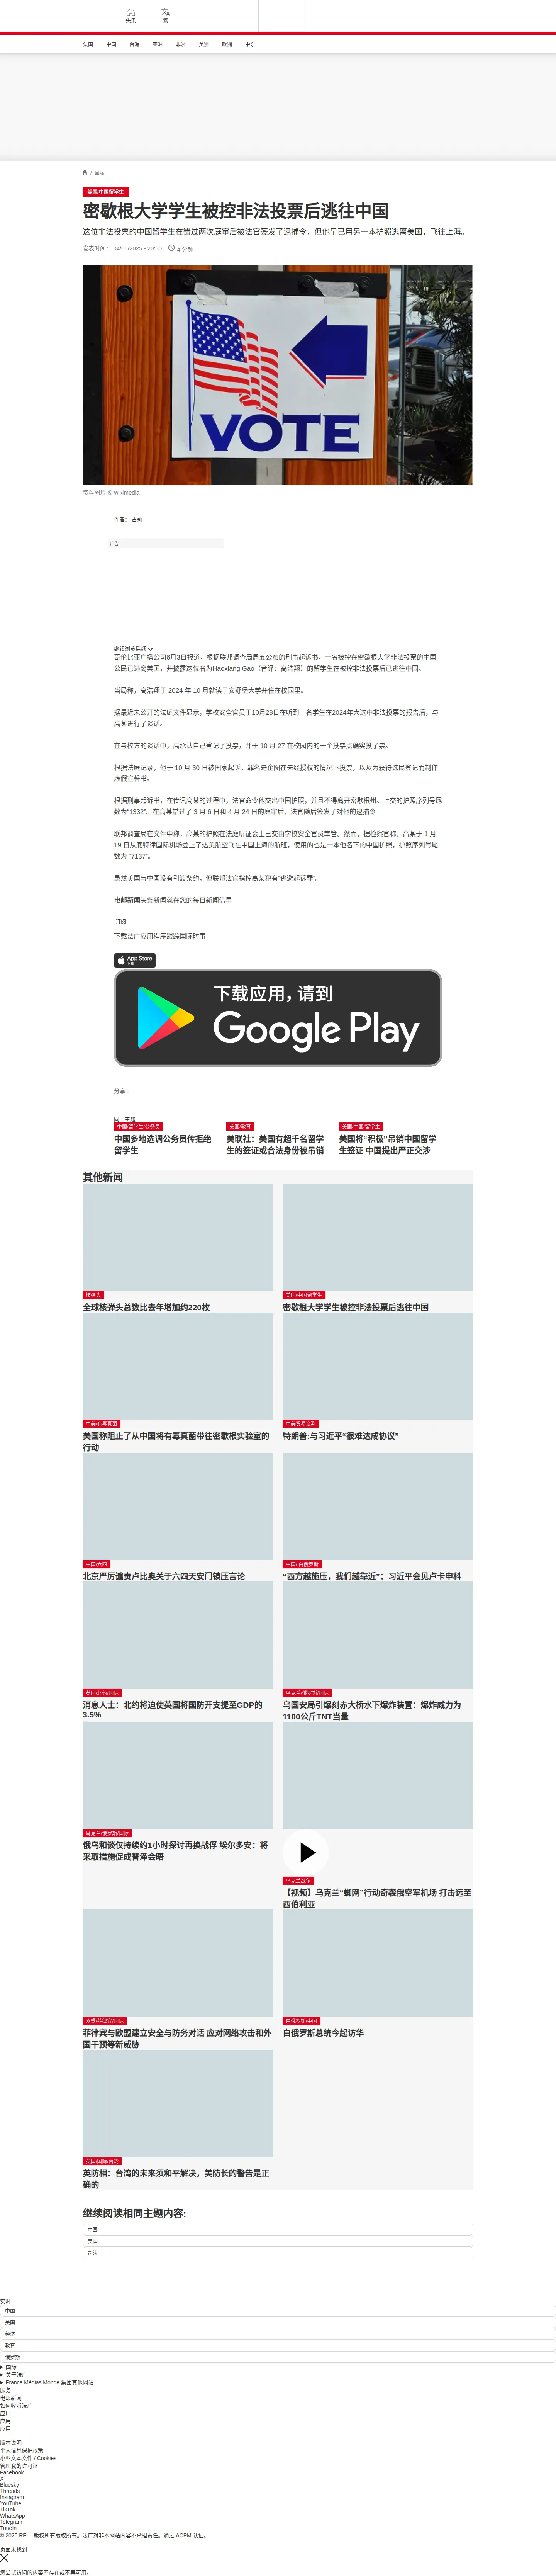 头条
繁
法国
中国
台海
亚洲
非洲
美洲
欧洲
中东
/ 国际
美国/中国留学生
密歇根大学学生被控非法投票后逃往中国
这位非法投票的中国留学生在错过两次庭审后被法官签发了逮捕令，但他早已用另一本护照逃离美国，飞往上海。
发表时间： 04/06/2025 - 20:30
4 分钟
VOTE
资料图片 © wikimedia
作者： 古莉
广告
继续浏览后续
哥伦比亚广播公司6月3日报道，根据联邦调查局周五公布的刑事起诉书，一名被控在密歇根大学非法投票的中国
公民已逃离美国，并披露这位名为Haoxiang Gao（音译：高浩翔）的留学生在被控非法投票后已逃往中国。
当局称，高浩翔于 2024 年 10 月就读于安娜堡大学并住在校园里。
据最近未公开的法庭文件显示，学校安全官员于10月28日在听到一名学生在2024年大选中非法投票的报告后，与
高某进行了谈话。
在与校方的谈话中，高承认自己登记了投票，并于 10 月 27 在校园内的一个投票点确实投了票。
根据法庭记录，他于 10 月 30 日被国家起诉，罪名是企图在未经授权的情况下投票，以及为获得选民登记而制作
虚假宣誓书。
根据刑事起诉书，在传讯高某的过程中，法官命令他交出中国护照，并且不得离开密歇根州。上交的护照序列号尾
数为“1332”。在高某错过了 3 月 6 日和 4 月 24 日的庭审后，法官随后签发了对他的逮捕令。
联邦调查局在文件中称，高某的护照在法庭听证会上已交由学校安全官员掌管。然而，据检察官称，高某于 1 月
19 日从底特律国际机场登上了达美航空飞往中国上海的航班，使用的也是一本他名下的中国护照，护照序列号尾
数为 “7137”。
虽然美国与中国没有引渡条约，但联邦法官指控高某犯有“逃避起诉罪”。
电邮新闻头条新闻就在您的每日新闻信里
订阅
下载法广应用程序跟踪国际时事
App Store
下载
下载应用，请到
Google Play
分享 :
同一主题
中国/留学生/公务员
中国多地选调公务员传拒绝
留学生
美国/教育
美联社：美国有超千名留学
生的签证或合法身份被吊销
美国/中国/留学生
美国将“积极”吊销中国留学
生签证 中国提出严正交涉
其他新闻
核弹头
全球核弹头总数比去年增加约220枚
美国/中国留学生
密歇根大学学生被控非法投票后逃往中国
中美/有毒真菌
美国称阻止了从中国将有毒真菌带往密歇根实验室的
行动
中美贸易谈判
特朗普:与习近平“很难达成协议”
中国/六四
北京严厉谴责卢比奥关于六四天安门镇压言论
中国/ 白俄罗斯
“西方越施压，我们越靠近”：习近平会见卢卡申科
英国/北约/国际
消息人士：北约将迫使英国将国防开支提至GDP的
3.5%
乌克兰/俄罗斯/国际
乌国安局引爆刻赤大桥水下爆炸装置：爆炸威力为
1100公斤TNT当量
乌克兰/俄罗斯/国际
俄乌和谈仅持续约1小时探讨再换战俘 埃尔多安：将
采取措施促成普泽会晤
乌克兰战争
【视频】乌克兰“蜘网”行动奇袭俄空军机场 打击远至
西伯利亚
欧盟/菲律宾/国际
菲律宾与欧盟建立安全与防务对话 应对网络攻击和外
国干预等新威胁
白俄罗斯/中国
白俄罗斯总统今起访华
英国/国际/台湾
英防相：台湾的未来须和平解决，美防长的警告是正
确的
继续阅读相同主题内容:
中国
美国
司法
实时
中国
美国
经济
教育
俄罗斯
国际
关于法广
France Médias Monde 集团其他网站
服务
电邮新闻
如何收听法广
应用
应用
应用
版本说明
个人信息保护政策
小型文本文件 / Cookies
管理我的许可证
Facebook
X
Bluesky
Threads
Instagram
YouTube
TikTok
WhatsApp
Telegram
TuneIn
© 2025 RFI – 版权所有版权所有。法广对非本网站内容不承担责任。通过 ACPM 认证。
页面未找到
您尝试访问的内容不存在或不再可用。